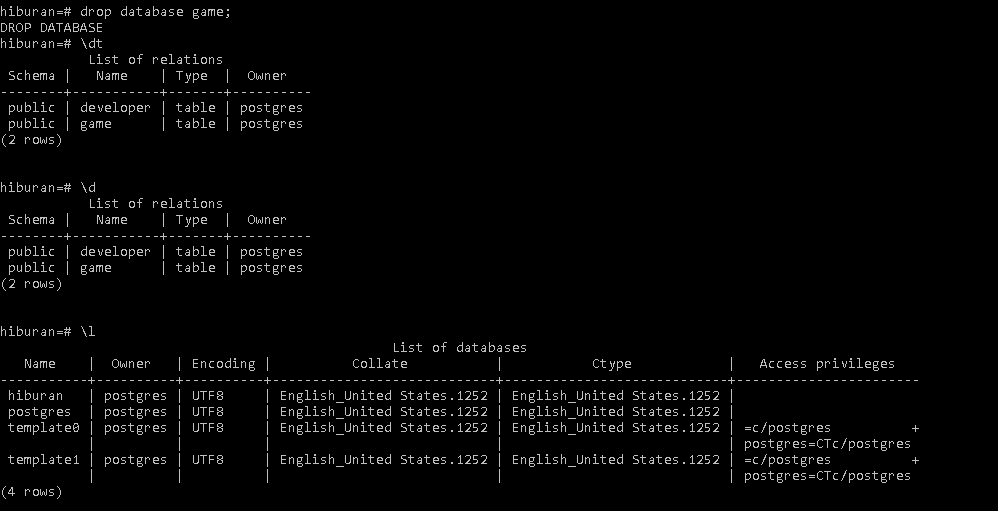 hiburan=# drop database game;
DROP DATABASE
hiburan=# \dt
           List of relations
 Schema |   Name    | Type  |  Owner
--------+-----------+-------+----------
 public | developer | table | postgres
 public | game      | table | postgres
(2 rows)
hiburan=# \d
           List of relations
 Schema |   Name    | Type  |  Owner
--------+-----------+-------+----------
 public | developer | table | postgres
 public | game      | table | postgres
(2 rows)
hiburan=# \l
                                                 List of databases
   Name    |  Owner   | Encoding |          Collate           |           Ctype            |   Access privileges
-----------+----------+----------+----------------------------+----------------------------+-----------------------
 hiburan   | postgres | UTF8     | English_United States.1252 | English_United States.1252 |
 postgres  | postgres | UTF8     | English_United States.1252 | English_United States.1252 |
 template0 | postgres | UTF8     | English_United States.1252 | English_United States.1252 | =c/postgres          +
           |          |          |                            |                            | postgres=CTc/postgres
 template1 | postgres | UTF8     | English_United States.1252 | English_United States.1252 | =c/postgres          +
           |          |          |                            |                            | postgres=CTc/postgres
(4 rows)